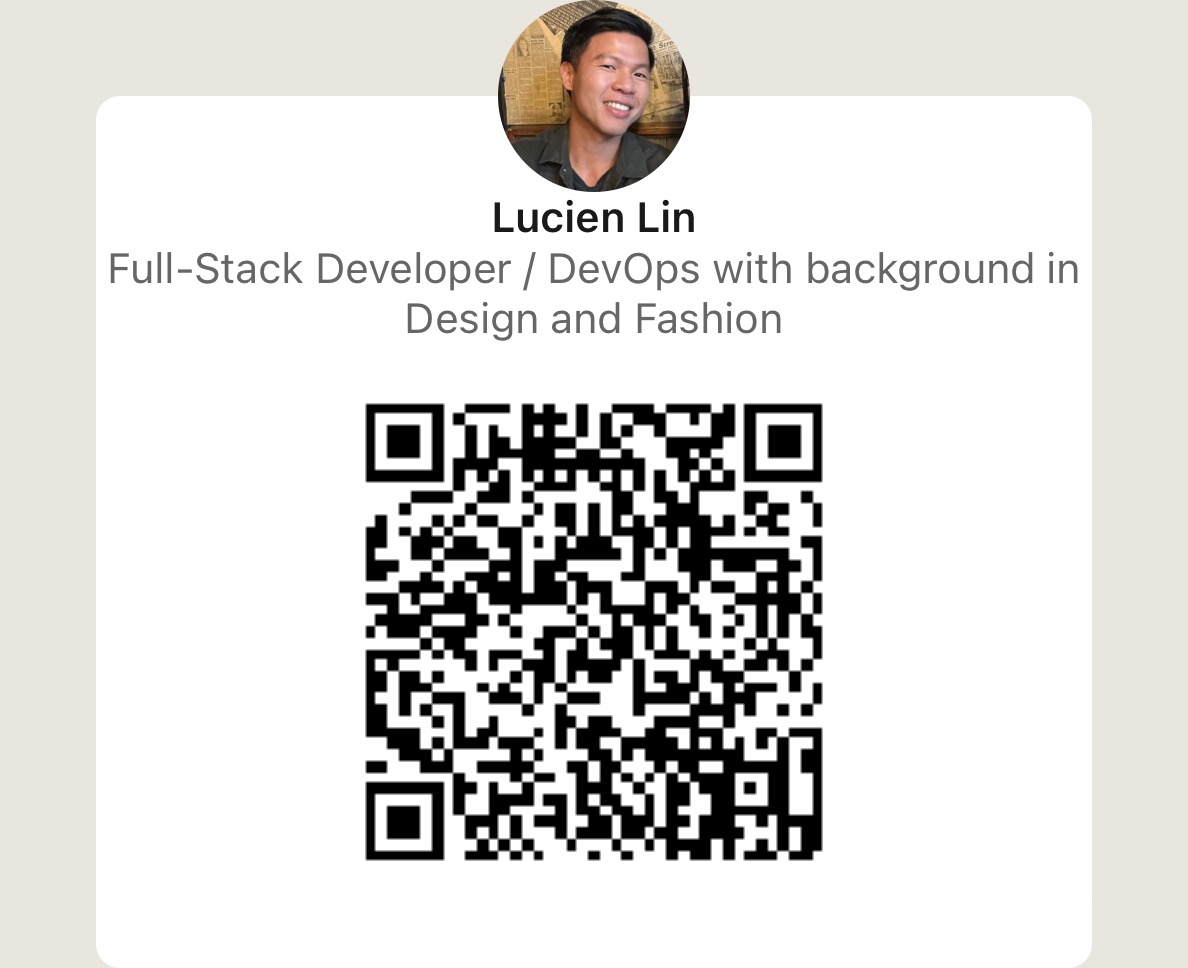 Lucien Lin
Full-Stack Developer / DevOps with background in
Design and Fashion